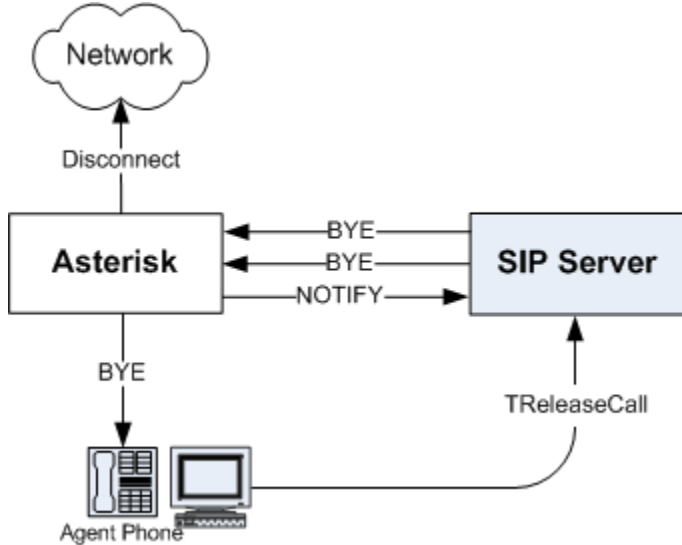 Network
Disconnect
Asterisk
BYE
BYE
NOTIFY
SIP Server
BYE
TReleaseCall
Agent Phone